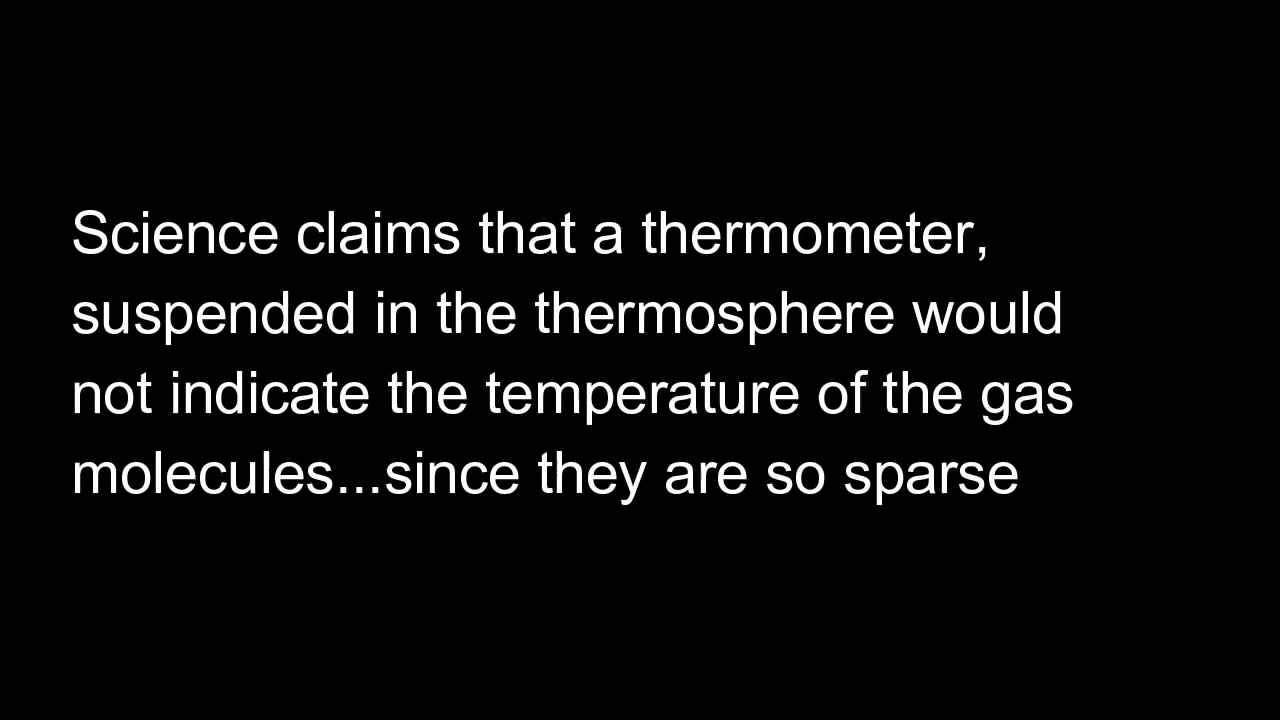 Science claims that a thermometer,
suspended in the thermosphere would
not indicate the temperature of the gas
molecules...since they are so sparse